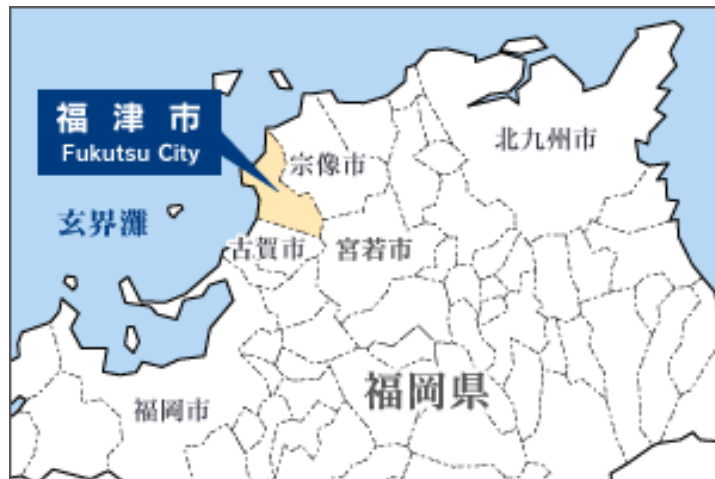 福津市
Fukutsu City
北九州市
宗像市
玄界灘
古賀市
宮若市
福岡県
福岡市